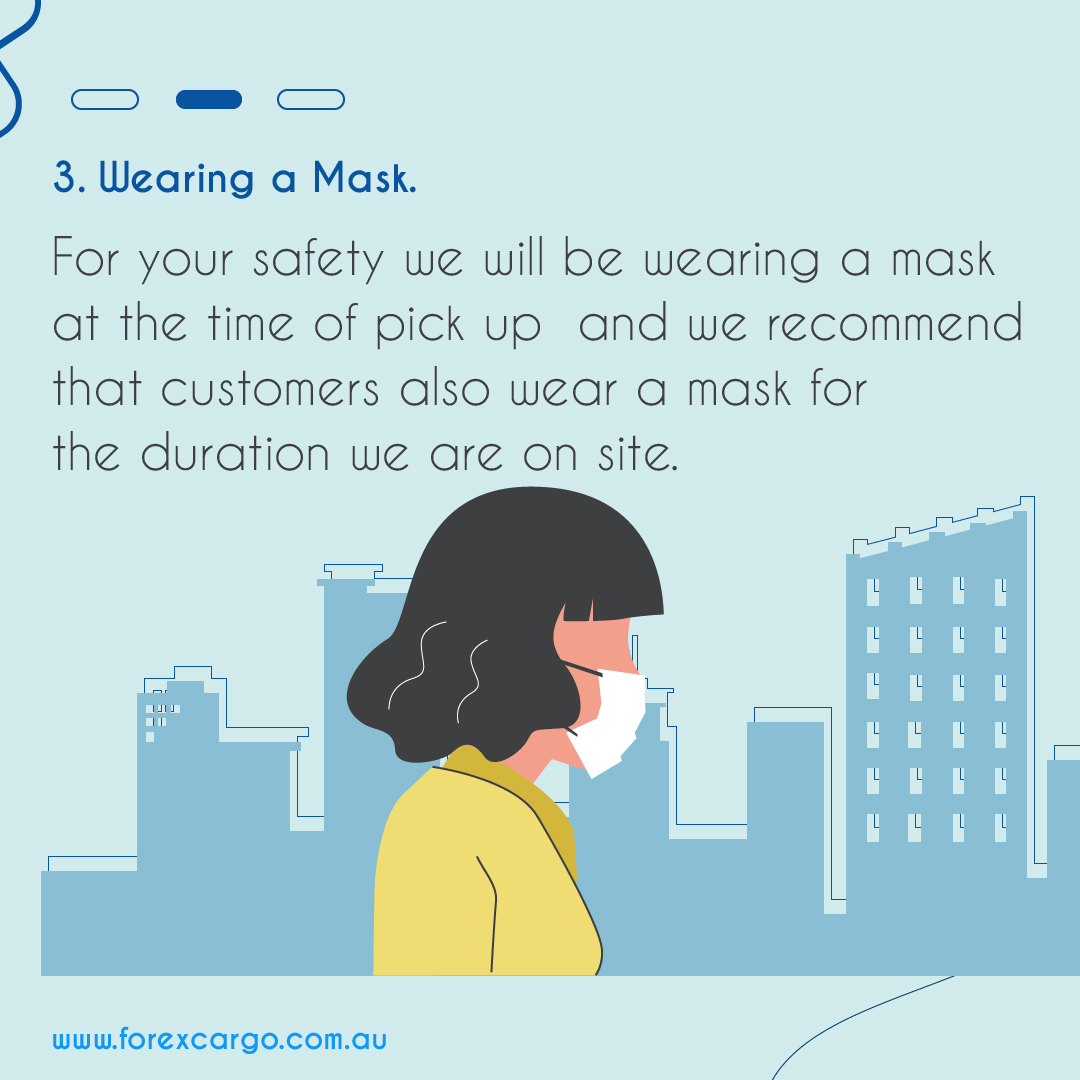 3. Wearing a Mask.
For your safety we will be wearing a mask
at the time of pick up  and we recommend
that customers also wear a mask for
the duration we are on site.
www.forexcargo.com.au